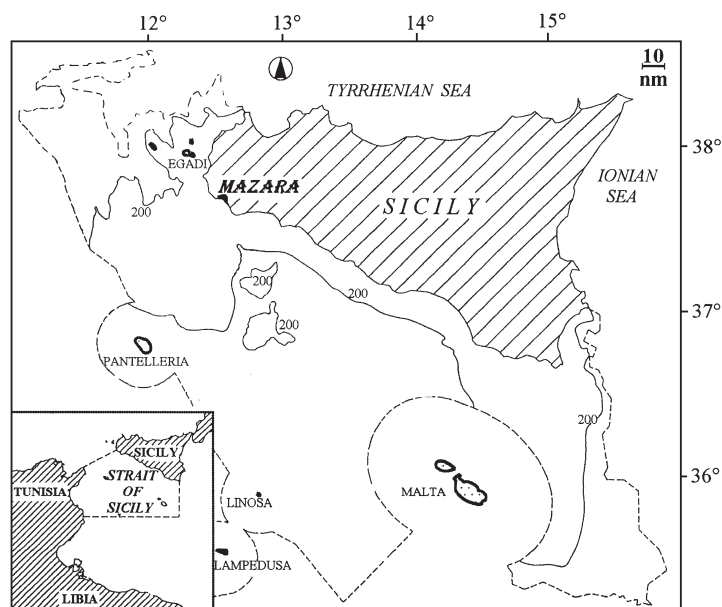 12° 13° 14° 15°
10
nm
TYRRHENIAN SEA
38°
EGADI
IONIAN
SEA
MAZARA
SICILY
200
200
200
200
37°
PANTELLERIA
200
SICILY
STRAIT
OF
SICILY
TUNISIA
36°
MALTA
LINOSA
LAMPEDUSA
LIBIA